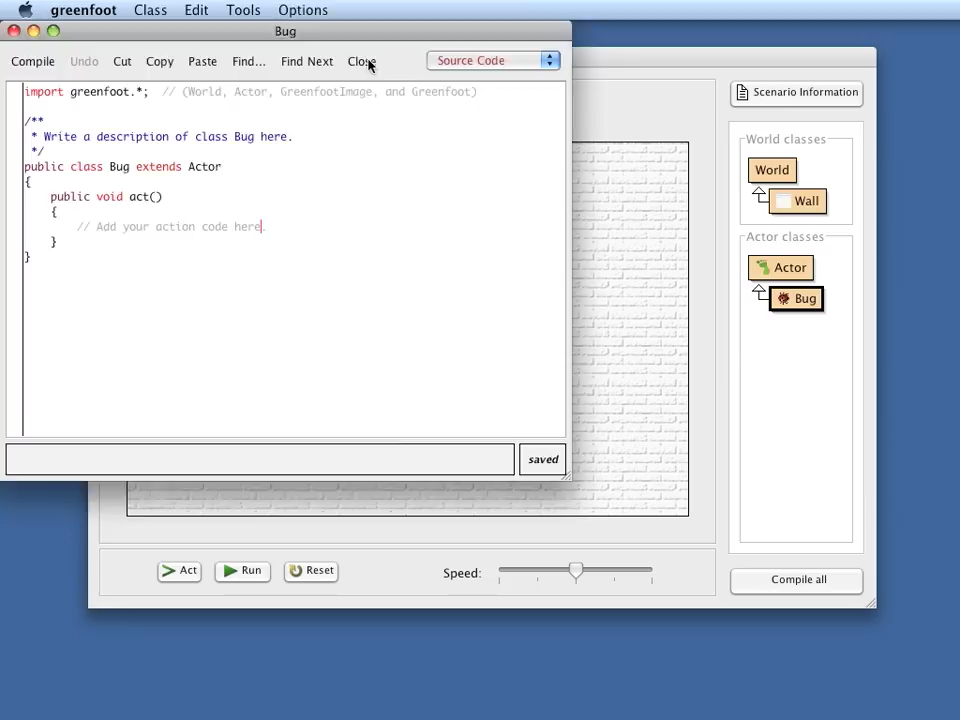 greenfoot Class Edit Tools Options
Bug
Compile Undo Cut Copy Paste Find... Find Next Close
Source Code
import greenfoot.*;  // (World, Actor, GreenfootImage, and Greenfoot)
/**
 * Write a description of class Bug here.
 */
public class Bug extends Actor
{
    public void act()
    {
        // Add your action code here.
    }
}
saved
Scenario Information
World classes
World
Wall
Actor classes
Actor
Bug
Act Run Reset Speed:
Compile all